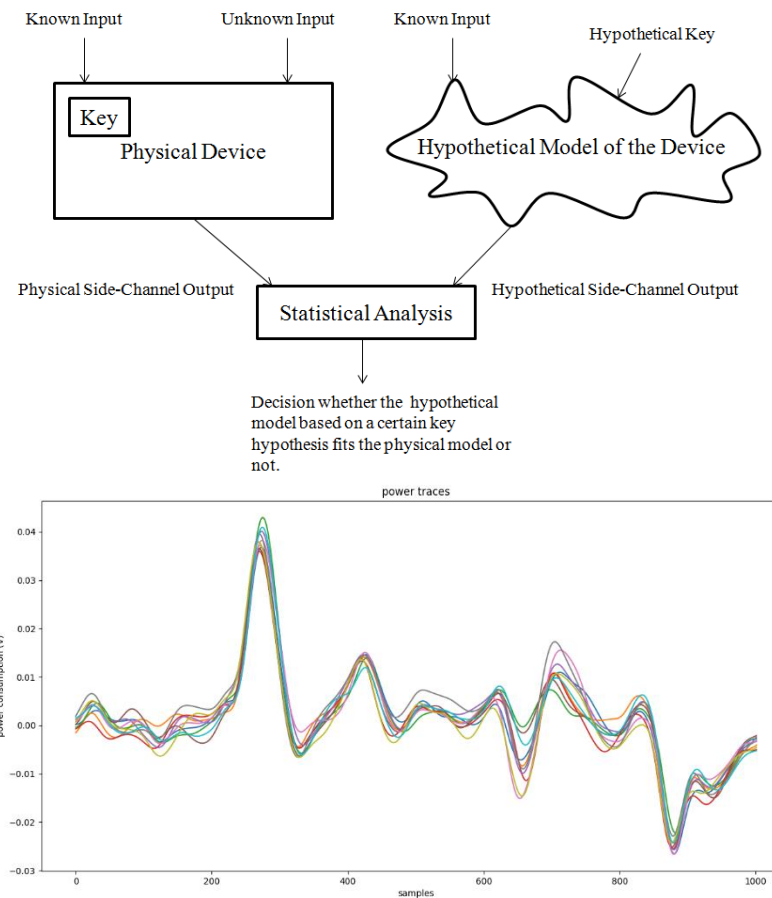 Known Input
Unknown Input
Known Input
Hypothetical Key
Key
Physical Device
Hypothetical Model of the Device
Physical Side-Channel Output
Hypothetical Side-Channel Output
Statistical Analysis
Decision whether the hypothetical
model based on a certain key
hypothesis fits the physical model or
not.
power traces
0.04
0.03
0.02
0.01
0.00
−0.01
−0.02
−0.03
power consumption (v)
0
200
400
600
800
1000
samples